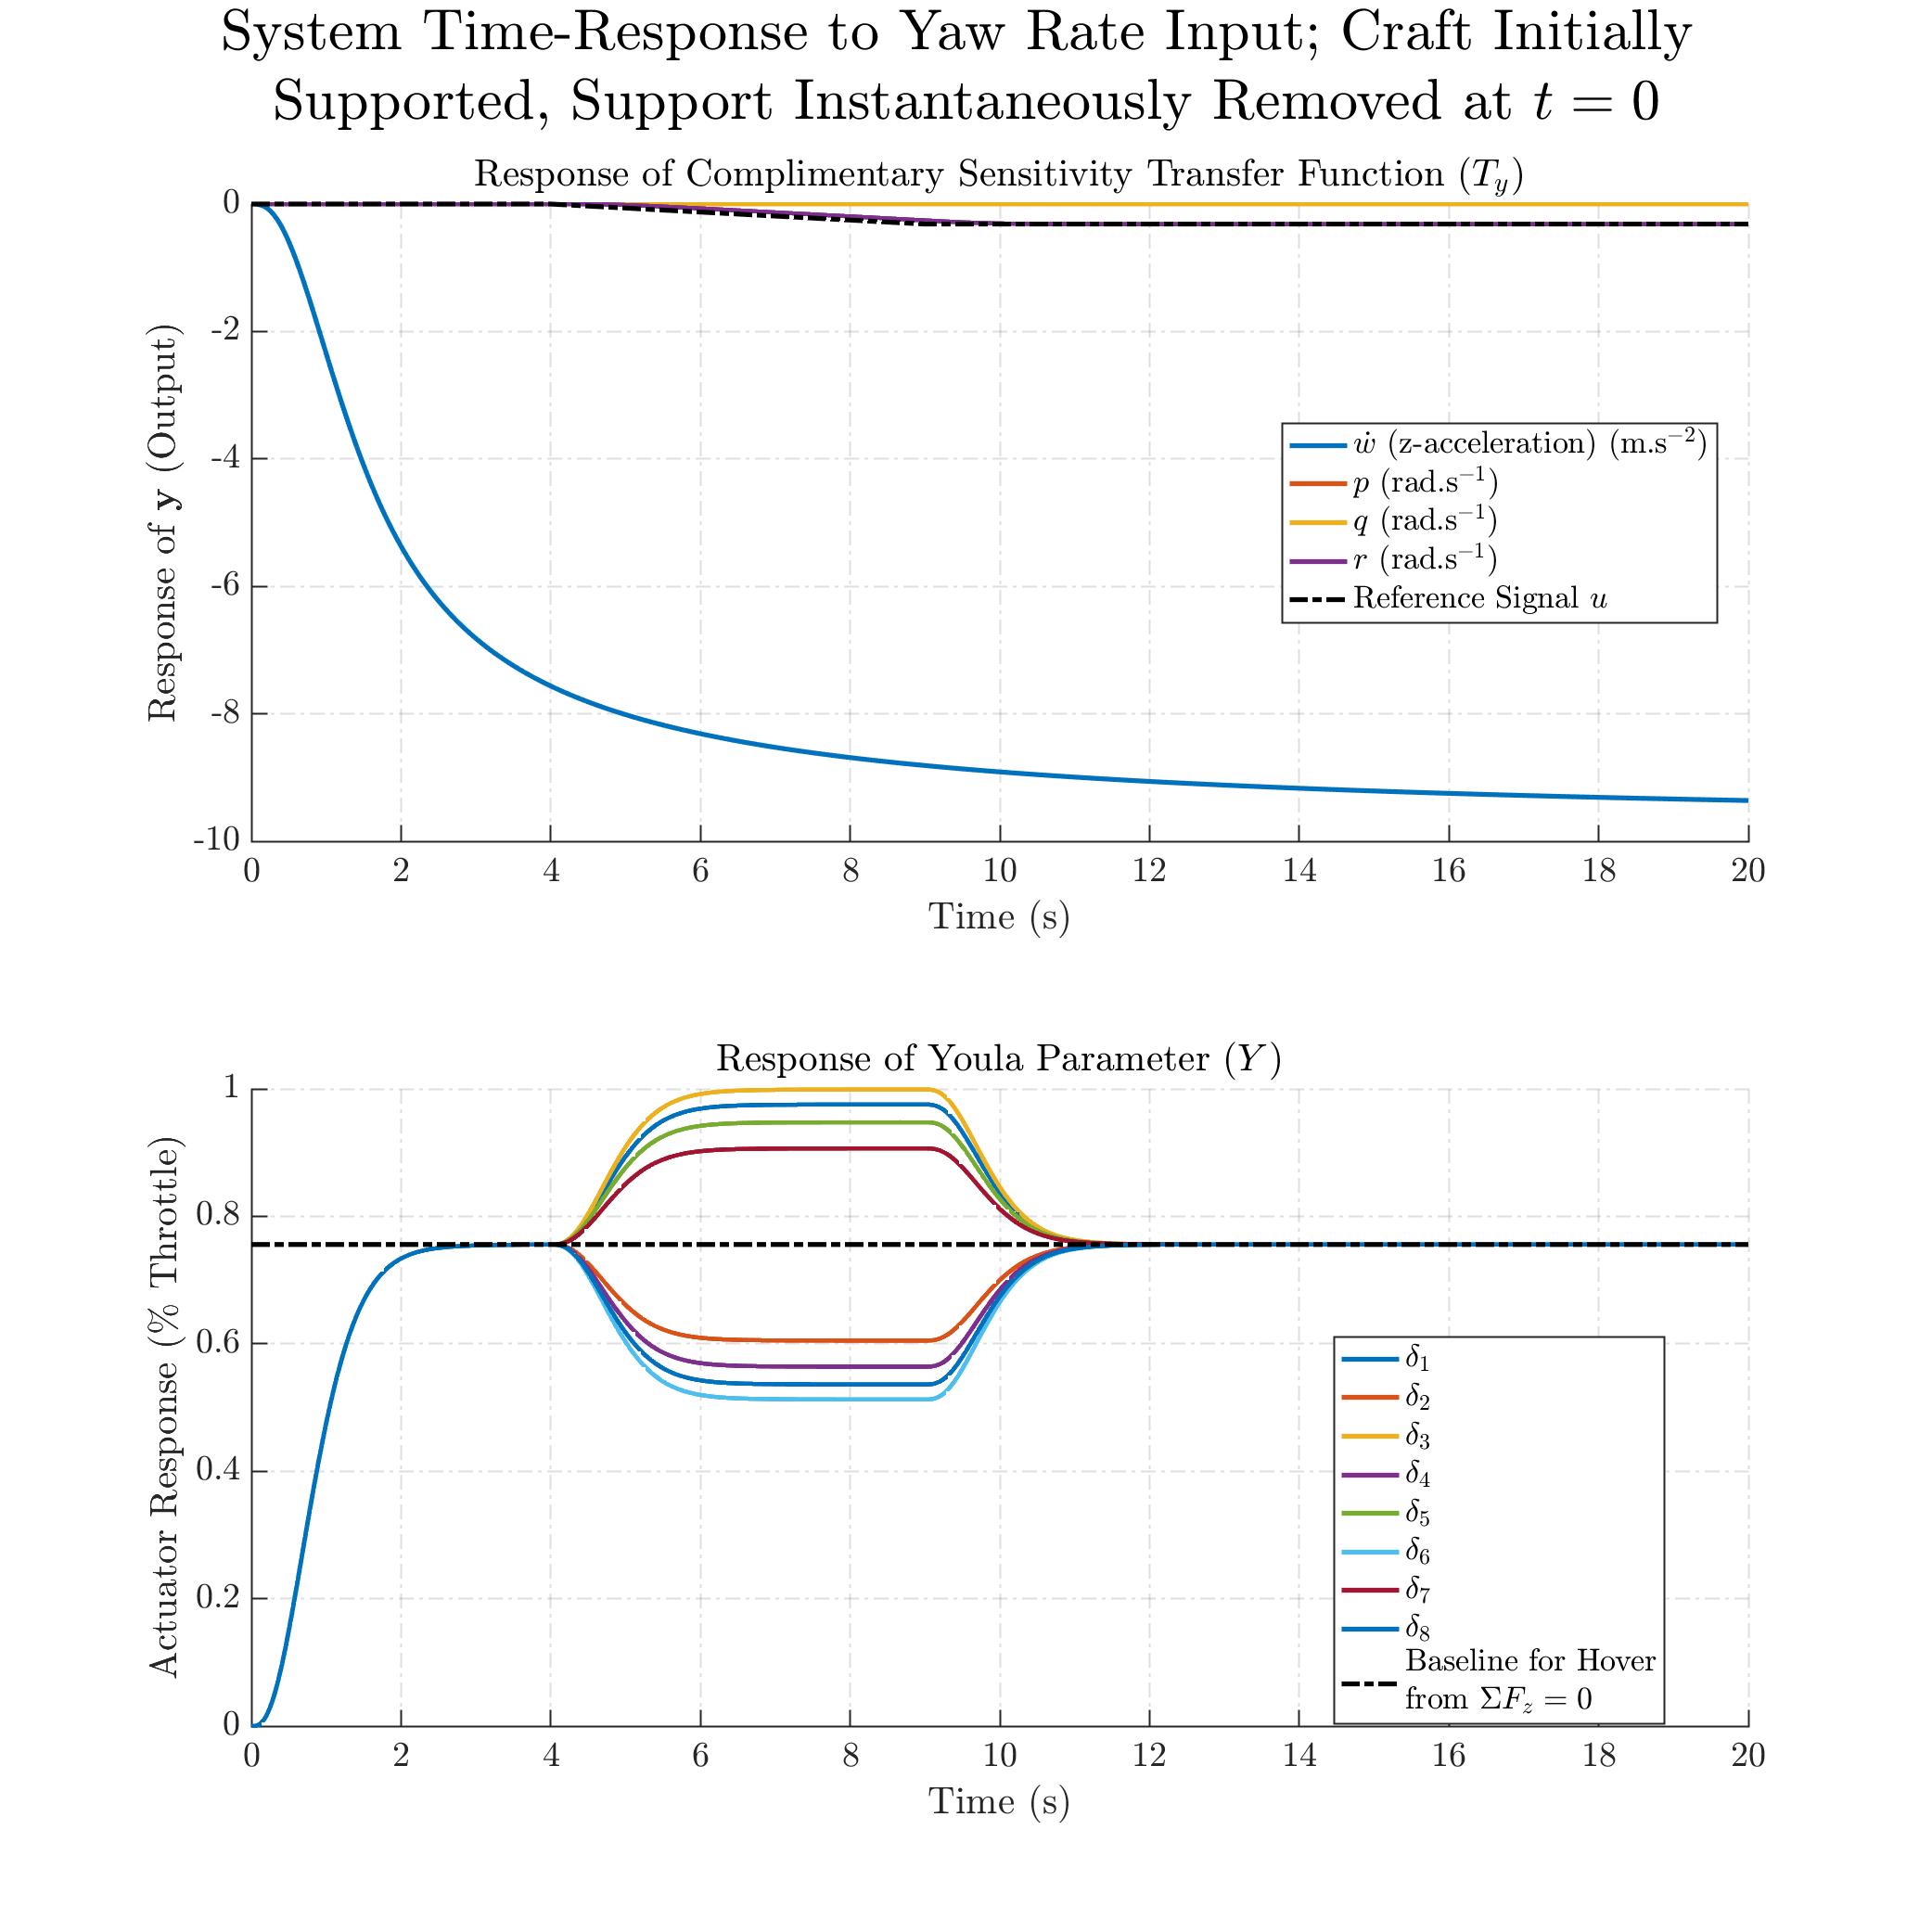 System Time-Response to Yaw Rate Input; Craft Initially
Supported, Support Instantaneously Removed at t = 0
Response of Complimentary Sensitivity Transfer Function (T_y)
Response of y (Output)
0
-2
-4
-6
-8
-10
0 2 4 6 8 10 12 14 16 18 20
Time (s)
ẇ (z-acceleration) (m.s⁻²)
p (rad.s⁻¹)
q (rad.s⁻¹)
r (rad.s⁻¹)
Reference Signal u
Response of Youla Parameter (Y)
Actuator Response (% Throttle)
1
0.8
0.6
0.4
0.2
0
0 2 4 6 8 10 12 14 16 18 20
Time (s)
δ₁
δ₂
δ₃
δ₄
δ₅
δ₆
δ₇
δ₈
Baseline for Hover
from ΣF_z = 0